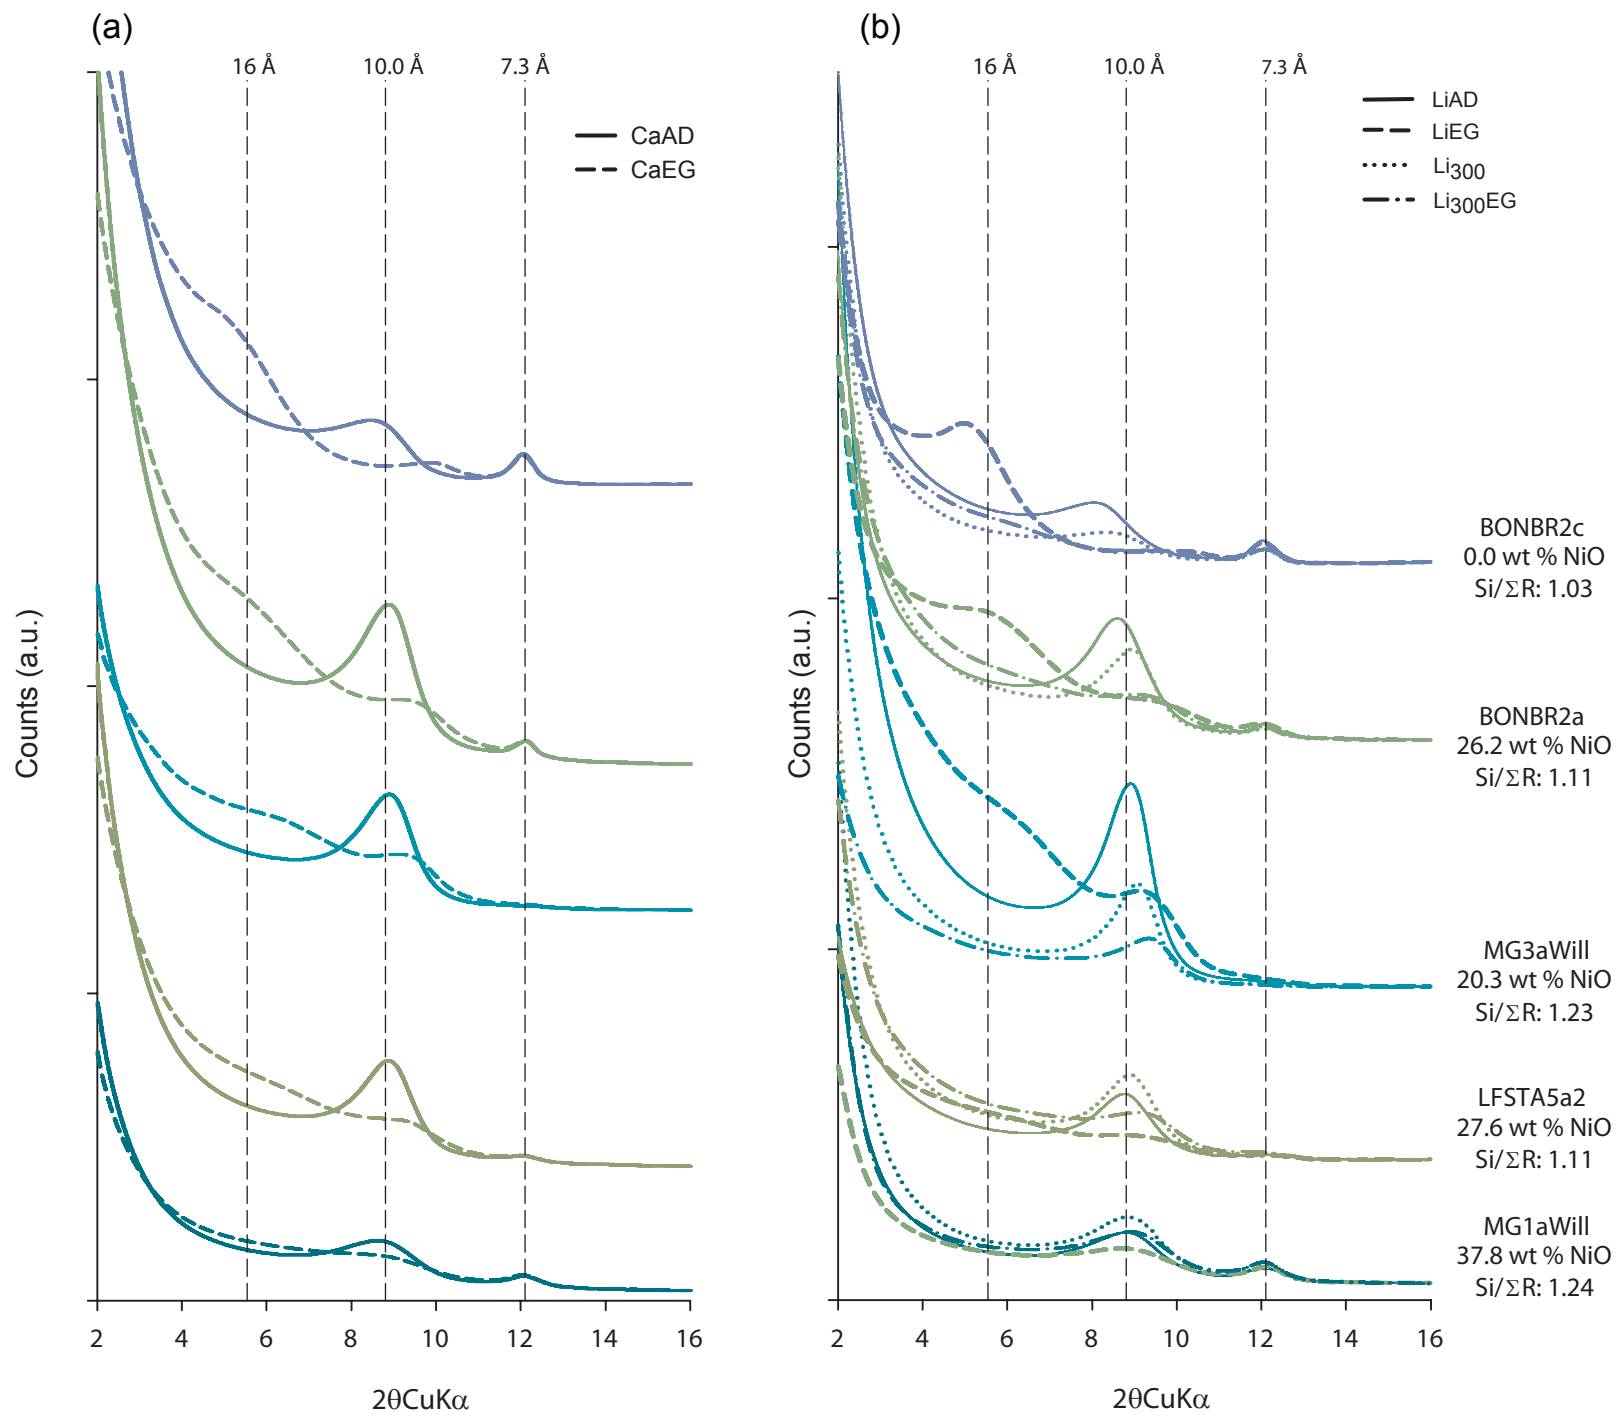 (a)
16 Å 10.0 Å 7.3 Å
CaAD
CaEG
Counts (a.u.)
2 4 6 8 10 12 14 16
2θCuKα
(b)
16 Å 10.0 Å 7.3 Å
LiAD
LiEG
Li300
Li300EG
Counts (a.u.)
BONBR2c
0.0 wt % NiO
Si/ΣR: 1.03
BONBR2a
26.2 wt % NiO
Si/ΣR: 1.11
MG3aWill
20.3 wt % NiO
Si/ΣR: 1.23
LFSTA5a2
27.6 wt % NiO
Si/ΣR: 1.11
MG1aWill
37.8 wt % NiO
Si/ΣR: 1.24
2 4 6 8 10 12 14 16
2θCuKα